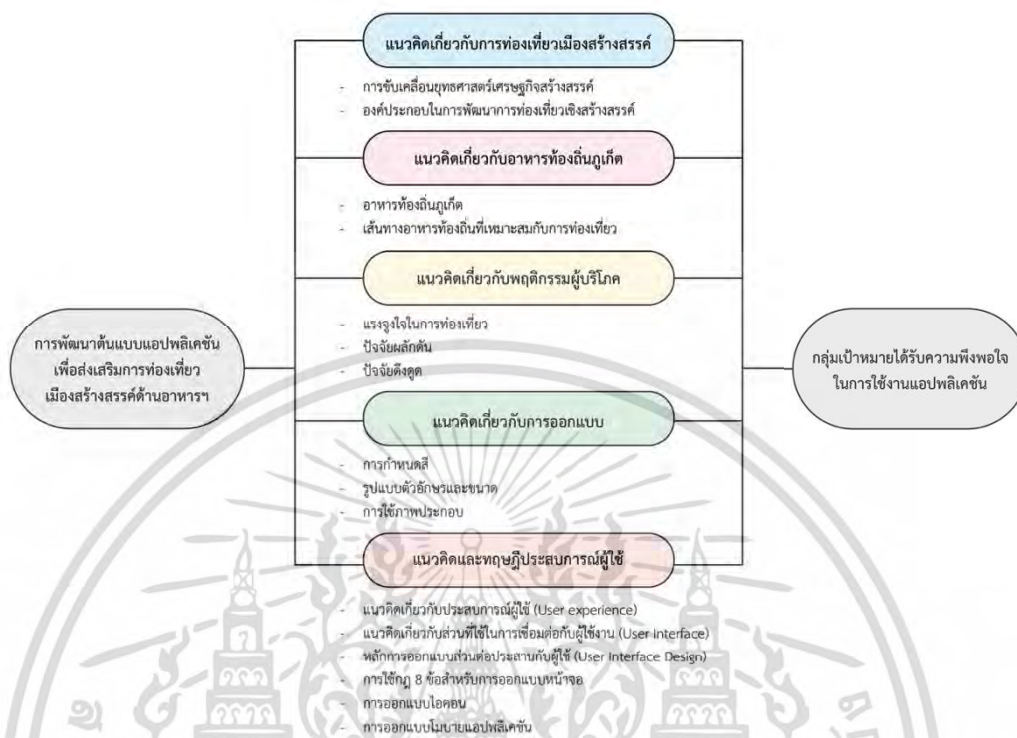 แนวคิดเกี่ยวกับการท่องเที่ยวเมืองสร้างสรรค์
- การขับเคลื่อนยุทธศาสตร์เศรษฐกิจสร้างสรรค์
- องค์ประกอบในการพัฒนาการท่องเที่ยวเชิงสร้างสรรค์
แนวคิดเกี่ยวกับอาหารท้องถิ่นภูเก็ต
- อาหารท้องถิ่นภูเก็ต
- เส้นทางอาหารท้องถิ่นที่เหมาะสมกับการท่องเที่ยว
แนวคิดเกี่ยวกับพฤติกรรมผู้บริโภค
- แรงจูงใจในการท่องเที่ยว
- ปัจจัยผลักดัน
- ปัจจัยดึงดูด
การพัฒนาต้นแบบแอปพลิเคชัน
เพื่อส่งเสริมการท่องเที่ยว
เมืองสร้างสรรค์ด้านอาหารฯ
กลุ่มเป้าหมายได้รับความพึงพอใจ
ในการใช้งานแอปพลิเคชัน
แนวคิดเกี่ยวกับการออกแบบ
- การกำหนดสี
- รูปแบบตัวอักษรและขนาด
- การใช้ภาพประกอบ
แนวคิดและทฤษฎีประสบการณ์ผู้ใช้
- แนวคิดเกี่ยวกับประสบการณ์ผู้ใช้ (User experience)
- แนวคิดเกี่ยวกับส่วนที่ใช้ในการเชื่อมต่อกับผู้ใช้งาน (User Interface)
- หลักการออกแบบส่วนต่อประสานกับผู้ใช้ (User Interface Design)
- การใช้กฎ 8 ข้อสำหรับการออกแบบหน้าจอ
- การออกแบบไอคอน
- การออกแบบโมบายแอปพลิเคชัน